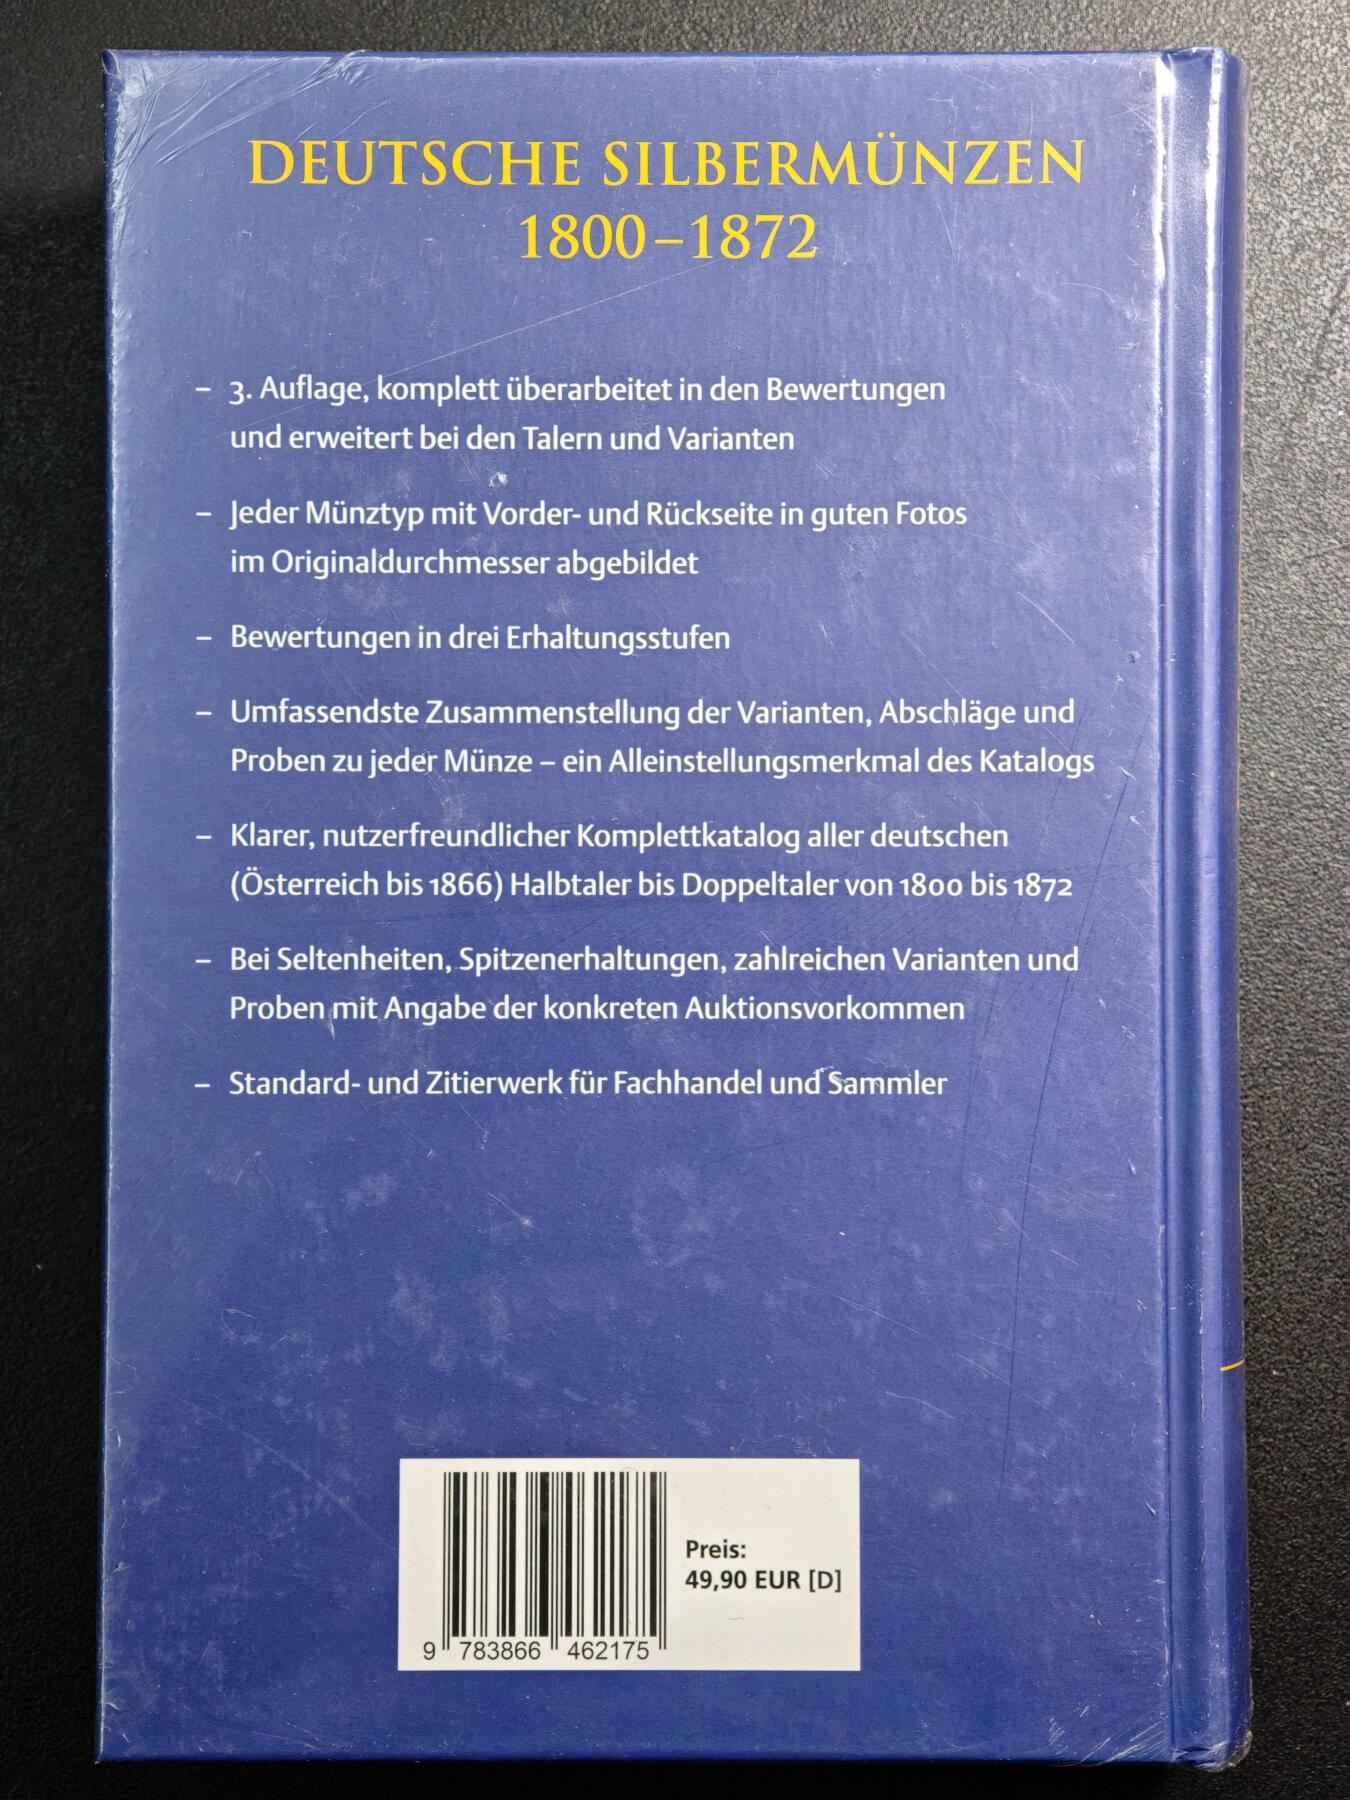 DEUTSCHE SILBERMÜNZEN
1800–1872
– 3. Auflage, komplett überarbeitet in den Bewertungen
und erweitert bei den Talern und Varianten
– Jeder Münztyp mit Vorder- und Rückseite in guten Fotos
im Originaldurchmesser abgebildet
– Bewertungen in drei Erhaltungsstufen
– Umfassendste Zusammenstellung der Varianten, Abschläge und
Proben zu jeder Münze – ein Alleinstellungsmerkmal des Katalogs
– Klarer, nutzerfreundlicher Komplettkatalog aller deutschen
(Österreich bis 1866) Halbtaler bis Doppeltaler von 1800 bis 1872
– Bei Seltenheiten, Spitzenerhaltungen, zahlreichen Varianten und
Proben mit Angabe der konkreten Auktionsvorkommen
– Standard- und Zitierwerk für Fachhandel und Sammler
Preis:
49,90 EUR [D]
9 783866 462175